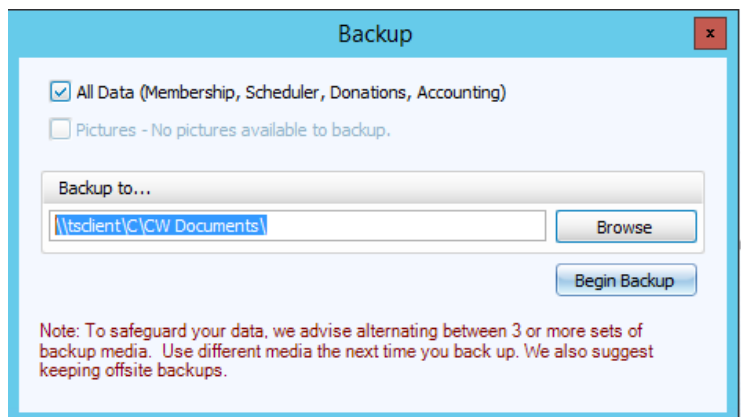 Backup
x
All Data (Membership, Scheduler, Donations, Accounting)
Pictures - No pictures available to backup.
Backup to...
\\tsclient\C\CW Documents\
Browse
Begin Backup
Note: To safeguard your data, we advise alternating between 3 or more sets of
backup media.  Use different media the next time you back up. We also suggest
keeping offsite backups.